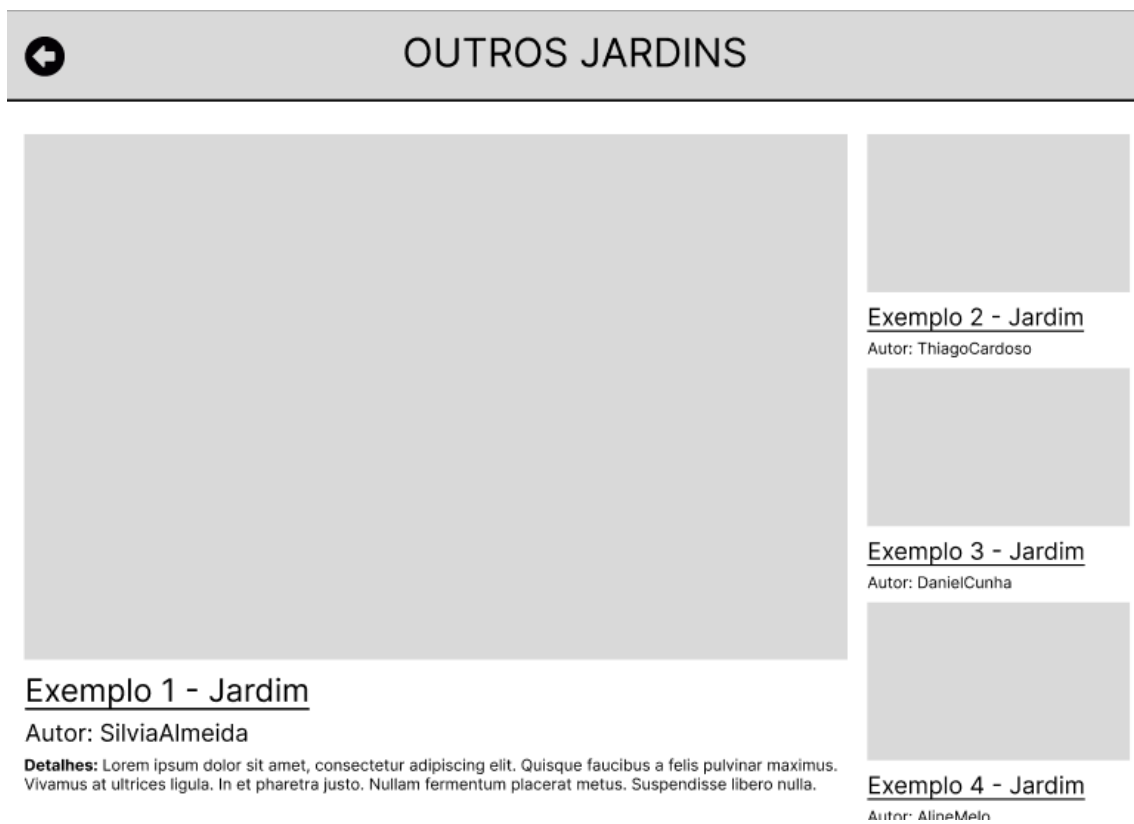 OUTROS JARDINS
Exemplo 1 - Jardim
Autor: SilviaAlmeida
Detalhes: Lorem ipsum dolor sit amet, consectetur adipiscing elit. Quisque faucibus a felis pulvinar maximus.
Vivamus at ultrices ligula. In et pharetra justo. Nullam fermentum placerat metus. Suspendisse libero nulla.
Exemplo 2 - Jardim
Autor: ThiagoCardoso
Exemplo 3 - Jardim
Autor: DanielCunha
Exemplo 4 - Jardim
Autor: AlineMelo